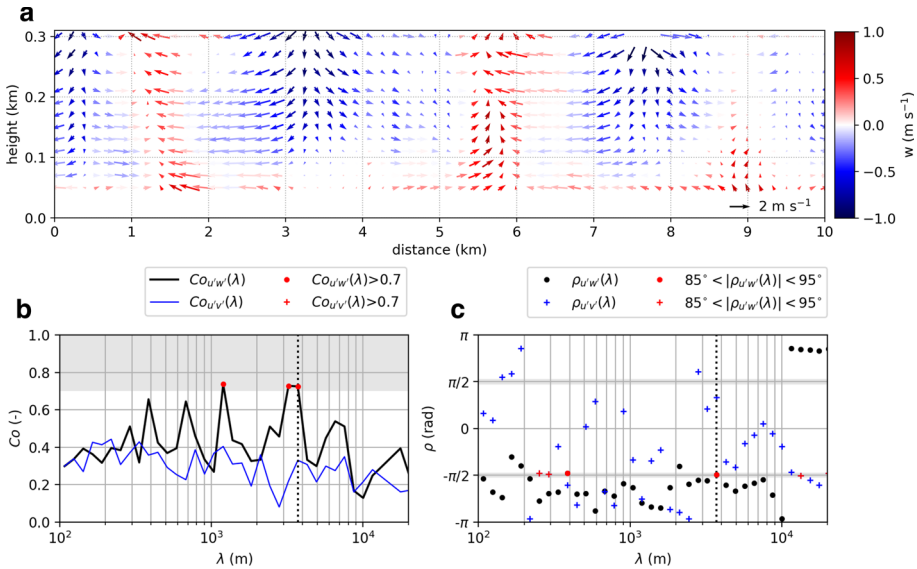 a
0.3
0.2
0.1
0.0
height (km)
0 1 2 3 4 5 6 7 8 9 10
distance (km)
2 m s⁻¹
1.0
0.5
0.0
−0.5
−1.0
w (m s⁻¹)
b
Co_{u'w'}(λ) Co_{u'w'}(λ)>0.7
Co_{u'v'}(λ) Co_{u'v'}(λ)>0.7
1.0
0.8
0.6
0.4
0.2
0.0
Co (-)
10² 10³ 10⁴
λ (m)
c
ρ_{u'w'}(λ) 85°<|ρ_{u'w'}(λ)|<95°
ρ_{u'v'}(λ) 85°<|ρ_{u'w'}(λ)|<95°
π
π/2
0
-π/2
-π
ρ (rad)
10² 10³ 10⁴
λ (m)